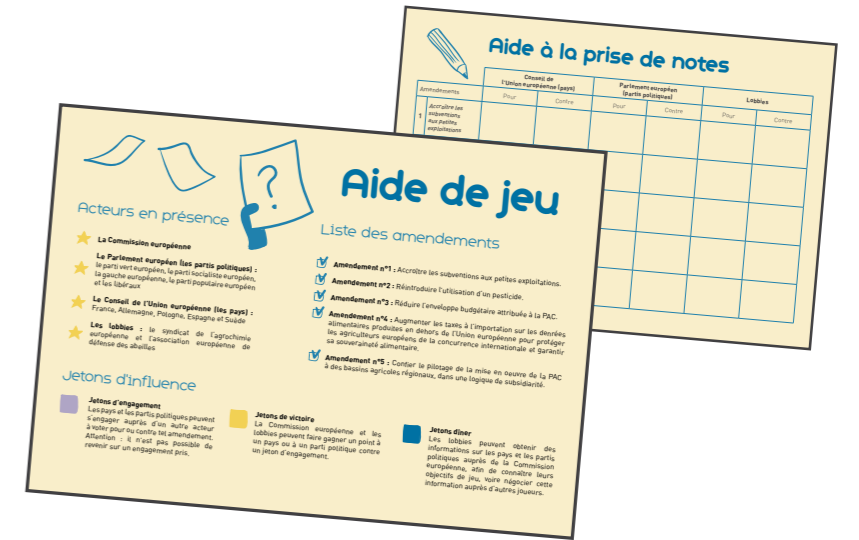 Aide à la prise de notes
Conseil de
l'Union européenne (pays)
Parlement européen
(partis politiques)
Lobbies
Amendements
Pour
Contre
Pour
Contre
Pour
Contre
1
Accroître les
subventions
aux petites
exploitations
?
Aide de jeu
Acteurs en présence
La Commission européenne
Le Parlement européen (les partis politiques) :
le parti vert européen, le parti socialiste européen,
la gauche européenne, le parti populaire européen
et les libéraux
Le Conseil de l'Union européenne (les pays) :
France, Allemagne, Pologne, Espagne et Suède
Les lobbies : le syndicat de l'agrochimie
européenne et l'association européenne de
défense des abeilles
Liste des amendements
Amendement n°1 : Accroître les subventions aux petites exploitations.
Amendement n°2 : Réintroduire l'utilisation d'un pesticide.
Amendement n°3 : Réduire l'enveloppe budgétaire attribuée à la PAC.
Amendement n°4 : Augmenter les taxes à l'importation sur les denrées
alimentaires produites en dehors de l'Union européenne pour protéger
les agriculteurs européens de la concurrence internationale et garantir
sa souveraineté alimentaire.
Amendement n°5 : Confier le pilotage de la mise en oeuvre de la PAC
à des bassins agricoles régionaux, dans une logique de subsidiarité.
Jetons d'influence
Jetons d'engagement
Les pays et les partis politiques peuvent
s'engager auprès d'un autre acteur
à voter pour ou contre tel amendement.
Attention : il n'est pas possible de
revenir sur un engagement pris.
Jetons de victoire
La Commission européenne et les
lobbies peuvent faire gagner un point à
un pays ou à un parti politique contre
un jeton d'engagement.
Jetons dîner
Les lobbies peuvent obtenir des
informations sur les pays et les partis
politiques auprès de la Commission
européenne, afin de connaître leurs
objectifs de jeu, voire négocier cette
information auprès d'autres joueurs.